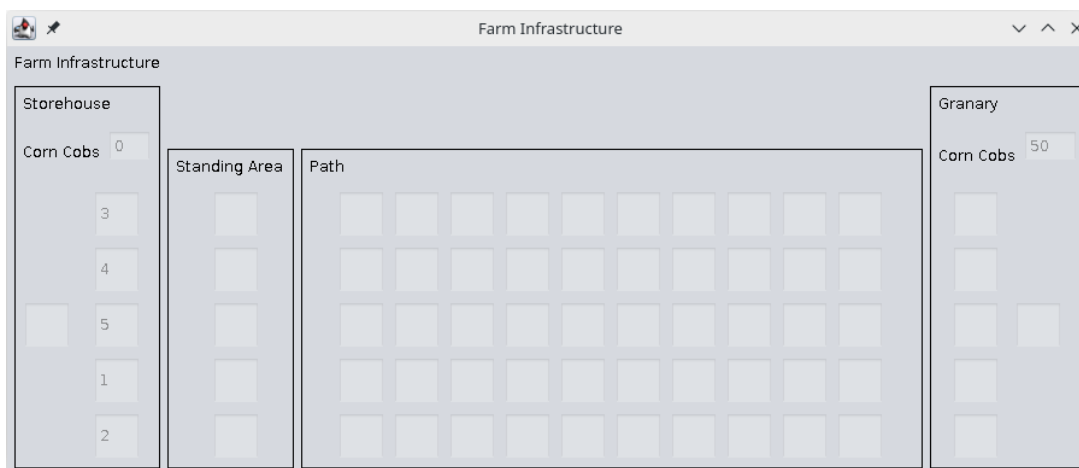 Farm Infrastructure
Farm Infrastructure
Storehouse
Granary
Corn Cobs 0
Corn Cobs 50
Standing Area
Path
3
4
5
1
2